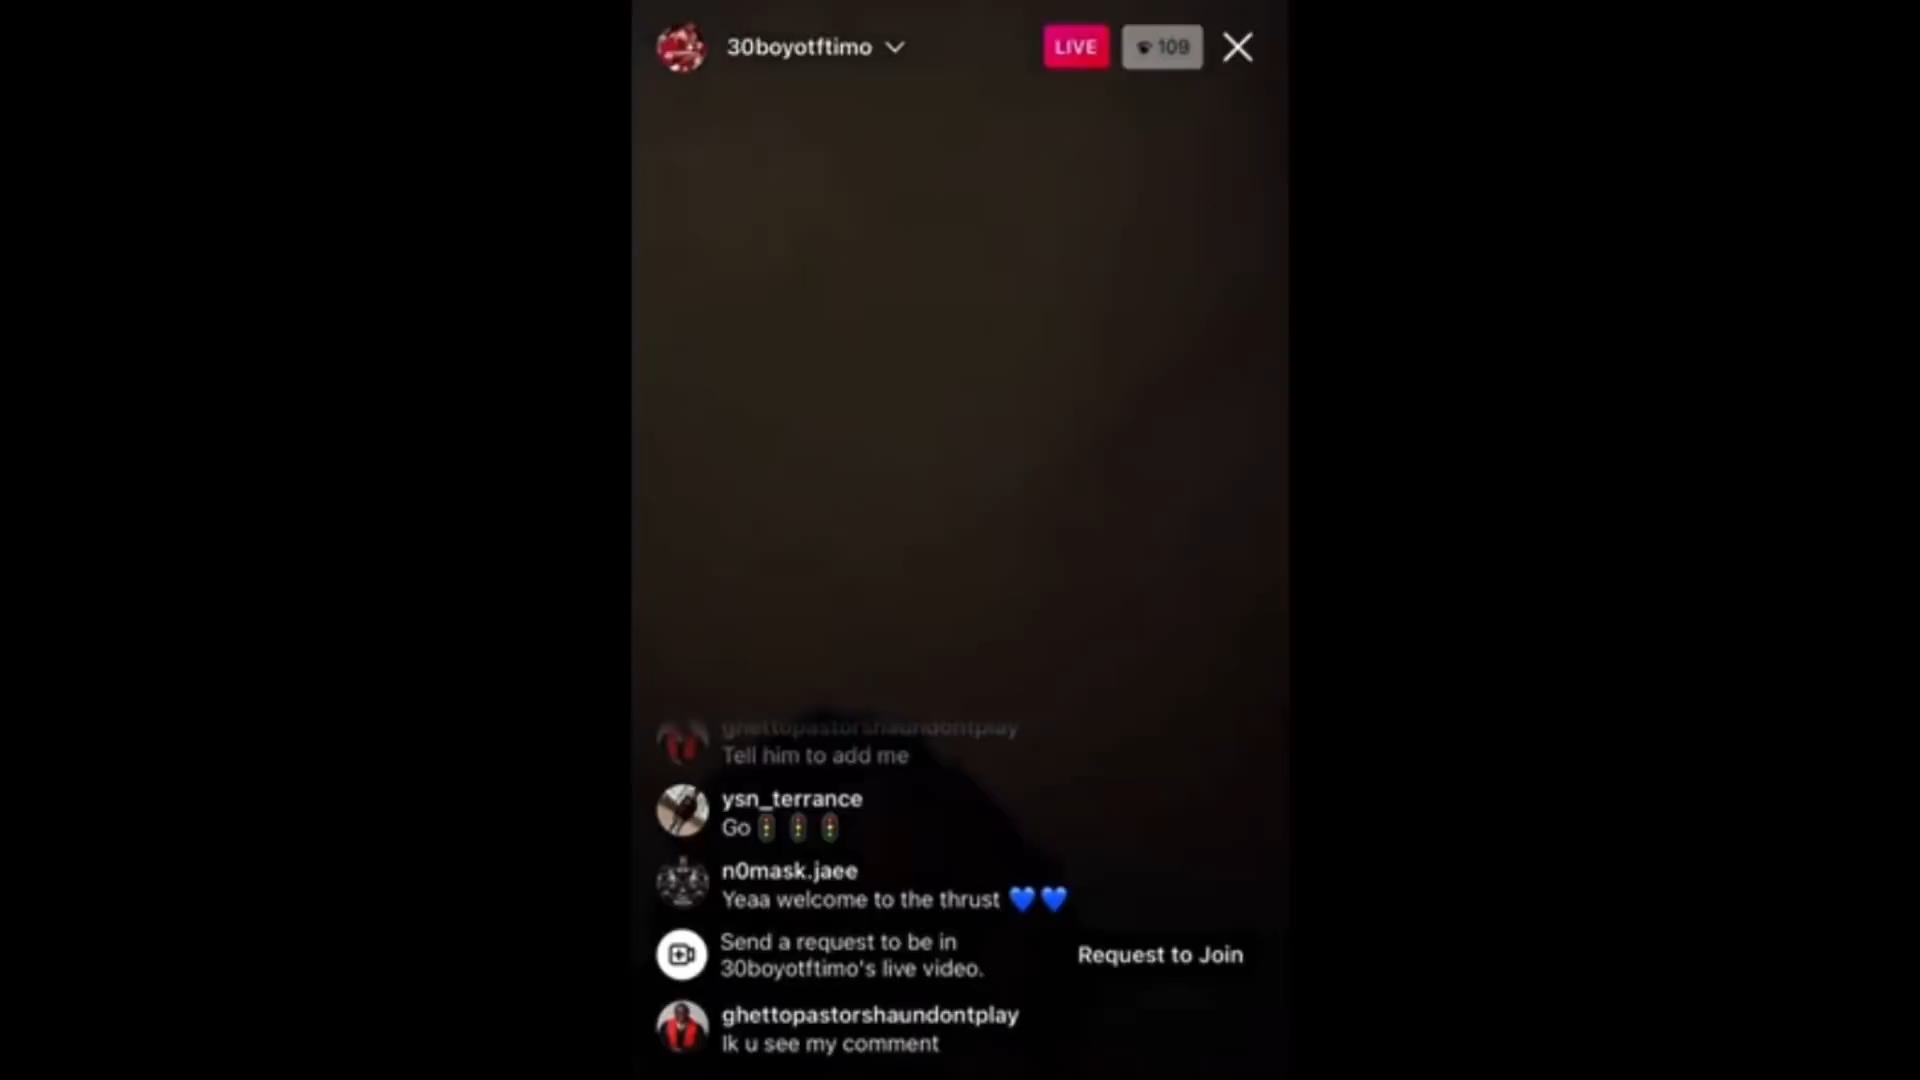 30boyotftimo
LIVE
109
ghettopastorshaundontplay
Tell him to add me
ysn_terrance
Go🚦🚦🚦
n0mask.jaee
Yeaa welcome to the thrust 💙💙
Send a request to be in
30boyotftimo's live video.
Request to Join
ghettopastorshaundontplay
Ik u see my comment